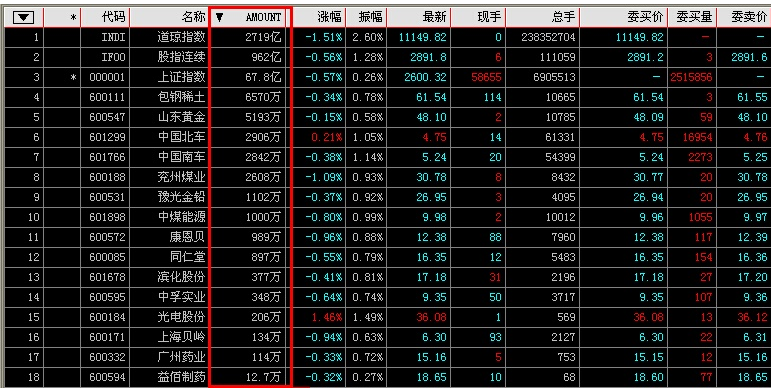 ▼ * 代码 名称 ▼ AMOUNT 涨幅 振幅 最新 现手 总手 委买价 委买量 委卖价
1 INDI 道琼指数 2719亿 -1.51% 2.60% 11149.82 0 238352704 11149.82 — —
2 IF00 股指连续 962亿 -0.56% 1.28% 2891.8 6 111059 2891.2 3 2891.6
3 * 000001 上证指数 67.8亿 -0.57% 0.26% 2600.32 58655 6905513 — 2515856 —
4 600111 包钢稀土 6570万 -0.34% 0.78% 61.54 114 10665 61.54 3 61.55
5 600547 山东黄金 5193万 -0.15% 0.58% 48.10 2 10785 48.09 59 48.10
6 601299 中国北车 2906万 0.21% 1.05% 4.75 14 61331 4.75 16954 4.76
7 601766 中国南车 2842万 -0.38% 1.14% 5.24 20 54399 5.24 2273 5.25
8 600188 兖州煤业 2608万 -1.09% 0.93% 30.78 8 8432 30.77 20 30.78
9 600531 豫光金铅 1102万 -0.37% 0.92% 26.95 3 4095 26.94 20 26.95
10 601898 中煤能源 1000万 -0.80% 0.99% 9.98 2 10012 9.96 1055 9.97
11 600572 康恩贝 989万 -0.96% 0.88% 12.38 88 7960 12.38 117 12.39
12 600085 同仁堂 897万 -0.55% 0.79% 16.35 12 5483 16.35 154 16.36
13 601678 滨化股份 377万 -0.41% 0.81% 17.18 31 2196 17.18 27 17.20
14 600595 中孚实业 348万 -0.64% 0.74% 9.35 50 3717 9.35 107 9.36
15 600184 光电股份 206万 1.46% 1.49% 36.08 1 569 36.08 13 36.12
16 600171 上海贝岭 134万 -0.94% 0.63% 6.30 93 2127 6.30 22 6.31
17 600332 广州药业 114万 -0.33% 0.72% 15.16 5 753 15.15 12 15.16
18 600594 益佰制药 12.7万 -0.32% 0.27% 18.65 10 68 18.60 77 18.65